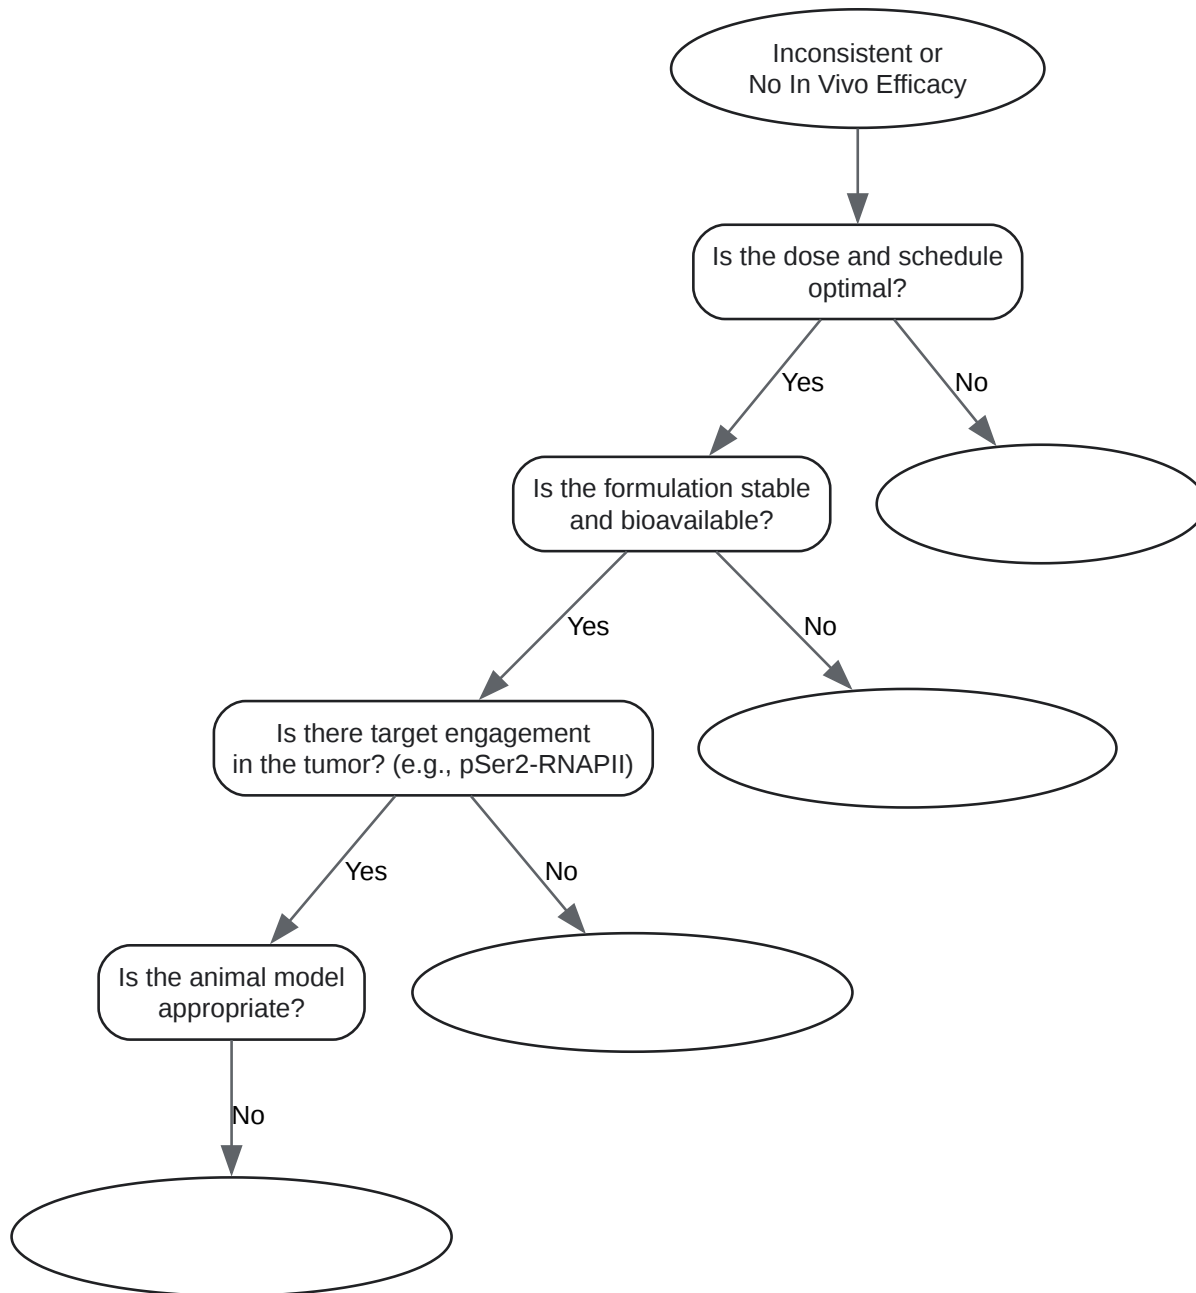 Inconsistent or
No In Vivo Efficacy
Is the dose and schedule
optimal?
Yes
No
Is the formulation stable
and bioavailable?
Yes
No
Is there target engagement
in the tumor? (e.g., pSer2-RNAPII)
Yes
No
Is the animal model
appropriate?
No